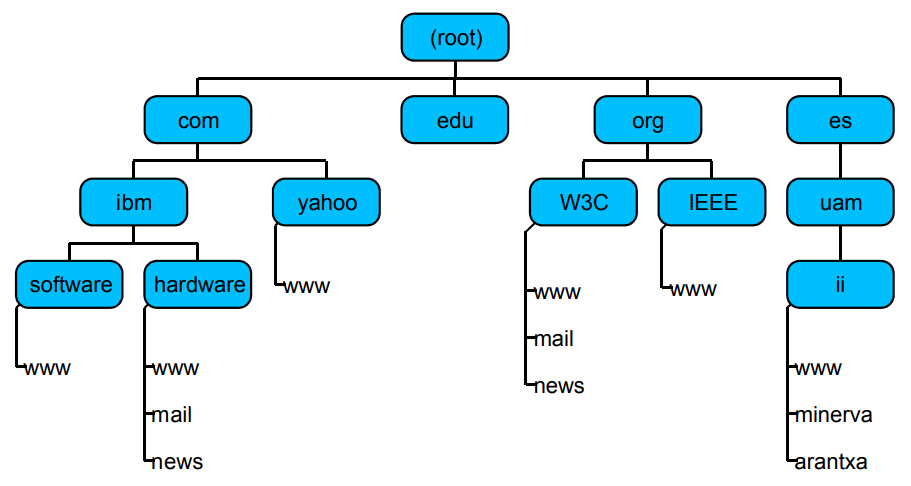 (root)
com edu org es
ibm yahoo W3C IEEE uam
software hardware www www www ii
mail
news
www www www
mail minerva
news arantxa